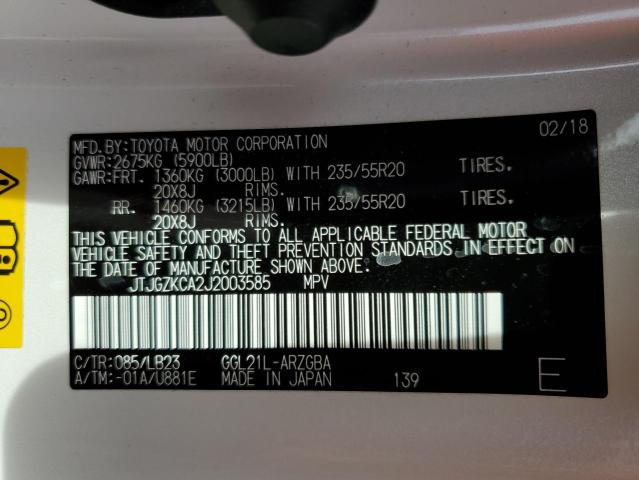 MFD.BY:TOYOTA MOTOR CORPORATION 02/18
GVWR:2675KG (5900LB)
GAWR:FRT. 1360KG (3000LB) WITH 235/55R20 TIRES.
20X8J RIMS.
RR. 1460KG (3215LB) WITH 235/55R20 TIRES.
20X8J RIMS.
THIS VEHICLE CONFORMS TO ALL APPLICABLE FEDERAL MOTOR
VEHICLE SAFETY AND THEFT PREVENTION STANDARDS IN EFFECT ON
THE DATE OF MANUFACTURE SHOWN ABOVE.
JTJGZKCA2J2003585 MPV
C/TR:085/LB23 GGL21L-ARZGBA
A/TM:-01A/U881E MADE IN JAPAN 139 E